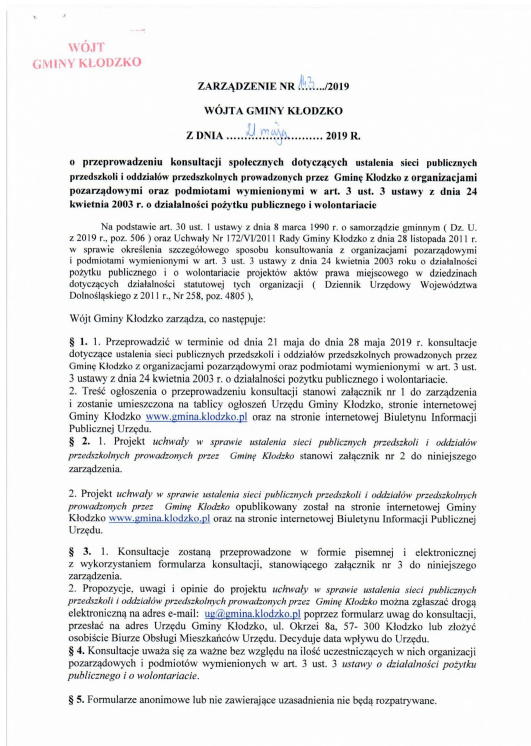 WÓJT
GMINY KŁODZKO
ZARZĄDZENIE NR 143../2019
WÓJTA GMINY KŁODZKO
Z DNIA ....21 maja.......... 2019 R.
o przeprowadzeniu konsultacji społecznych dotyczących ustalenia sieci publicznych
przedszkoli i oddziałów przedszkolnych prowadzonych przez Gminę Kłodzko z organizacjami
pozarządowymi oraz podmiotami wymienionymi w art. 3 ust. 3 ustawy z dnia 24
kwietnia 2003 r. o działalności pożytku publicznego i wolontariacie
Na podstawie art. 30 ust. 1 ustawy z dnia 8 marca 1990 r. o samorządzie gminnym ( Dz. U.
z 2019 r., poz. 506 ) oraz Uchwały Nr 172/VI/2011 Rady Gminy Kłodzko z dnia 28 listopada 2011 r.
w sprawie określenia szczegółowego sposobu konsultowania z organizacjami pozarządowymi
i podmiotami wymienionymi w art. 3 ust. 3 ustawy z dnia 24 kwietnia 2003 roku o działalności
pożytku publicznego i o wolontariacie projektów aktów prawa miejscowego w dziedzinach
dotyczących działalności statutowej tych organizacji ( Dziennik Urzędowy Województwa
Dolnośląskiego z 2011 r., Nr 258, poz. 4805 ),
Wójt Gminy Kłodzko zarządza, co następuje:
§ 1. 1. Przeprowadzić w terminie od dnia 21 maja do dnia 28 maja 2019 r. konsultacje
dotyczące ustalenia sieci publicznych przedszkoli i oddziałów przedszkolnych prowadzonych przez
Gminę Kłodzko z organizacjami pozarządowymi oraz podmiotami wymienionymi w art. 3 ust.
3 ustawy z dnia 24 kwietnia 2003 r. o działalności pożytku publicznego i wolontariacie.
2. Treść ogłoszenia o przeprowadzeniu konsultacji stanowi załącznik nr 1 do zarządzenia
i zostanie umieszczona na tablicy ogłoszeń Urzędu Gminy Kłodzko, stronie internetowej
Gminy Kłodzko www.gmina.klodzko.pl oraz na stronie internetowej Biuletynu Informacji
Publicznej Urzędu.
§ 2. 1. Projekt uchwały w sprawie ustalenia sieci publicznych przedszkoli i oddziałów
przedszkolnych prowadzonych przez Gminę Kłodzko stanowi załącznik nr 2 do niniejszego
zarządzenia.
2. Projekt uchwały w sprawie ustalenia sieci publicznych przedszkoli i oddziałów przedszkolnych
prowadzonych przez Gminę Kłodzko opublikowany został na stronie internetowej Gminy
Kłodzko www.gmina.klodzko.pl oraz na stronie internetowej Biuletynu Informacji Publicznej
Urzędu.
§ 3. 1. Konsultacje zostaną przeprowadzone w formie pisemnej i elektronicznej
z wykorzystaniem formularza konsultacji, stanowiącego załącznik nr 3 do niniejszego
zarządzenia.
2. Propozycje, uwagi i opinie do projektu uchwały w sprawie ustalenia sieci publicznych
przedszkoli i oddziałów przedszkolnych prowadzonych przez Gminę Kłodzko można zgłaszać drogą
elektroniczną na adres e-mail: ug@gmina.klodzko.pl poprzez formularz uwag do konsultacji,
przesłać na adres Urzędu Gminy Kłodzko, ul. Okrzei 8a, 57- 300 Kłodzko lub złożyć
osobiście Biurze Obsługi Mieszkańców Urzędu. Decyduje data wpływu do Urzędu.
§ 4. Konsultacje uważa się za ważne bez względu na ilość uczestniczących w nich organizacji
pozarządowych i podmiotów wymienionych w art. 3 ust. 3 ustawy o działalności pożytku
publicznego i o wolontariacie.
§ 5. Formularze anonimowe lub nie zawierające uzasadnienia nie będą rozpatrywane.